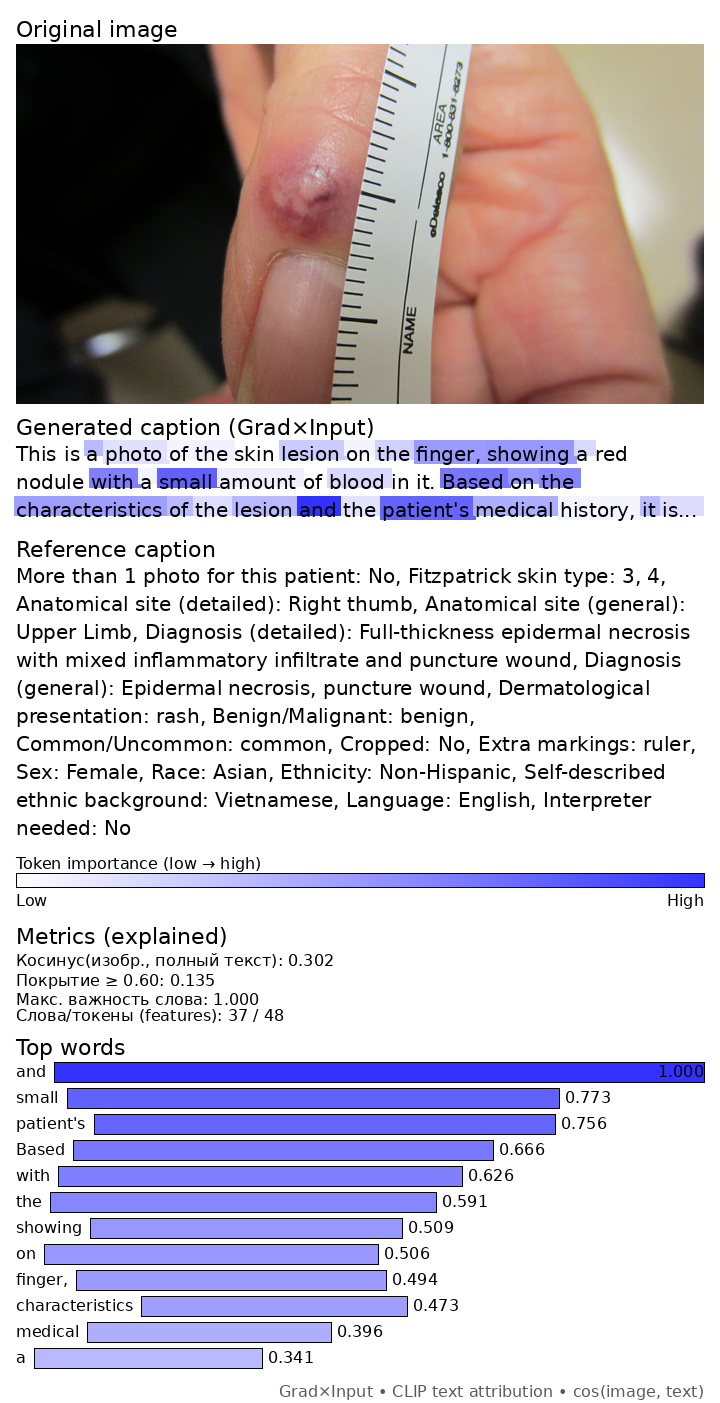 Original image
AREA
1-800-831-6273
Delasco
NAME
Generated caption (Grad×Input)
This is a photo of the skin lesion on the finger, showing a red
nodule with a small amount of blood in it. Based on the
characteristics of the lesion and the patient's medical history, it is...
Reference caption
More than 1 photo for this patient: No, Fitzpatrick skin type: 3, 4,
Anatomical site (detailed): Right thumb, Anatomical site (general):
Upper Limb, Diagnosis (detailed): Full-thickness epidermal necrosis
with mixed inflammatory infiltrate and puncture wound, Diagnosis
(general): Epidermal necrosis, puncture wound, Dermatological
presentation: rash, Benign/Malignant: benign,
Common/Uncommon: common, Cropped: No, Extra markings: ruler,
Sex: Female, Race: Asian, Ethnicity: Non-Hispanic, Self-described
ethnic background: Vietnamese, Language: English, Interpreter
needed: No
Token importance (low → high)
Low High
Metrics (explained)
Косинус(изобр., полный текст): 0.302
Покрытие ≥ 0.60: 0.135
Макс. важность слова: 1.000
Слова/токены (features): 37 / 48
Top words
and 1.000
small 0.773
patient's 0.756
Based 0.666
with 0.626
the 0.591
showing 0.509
on 0.506
finger, 0.494
characteristics 0.473
medical 0.396
a 0.341
Grad×Input • CLIP text attribution • cos(image, text)